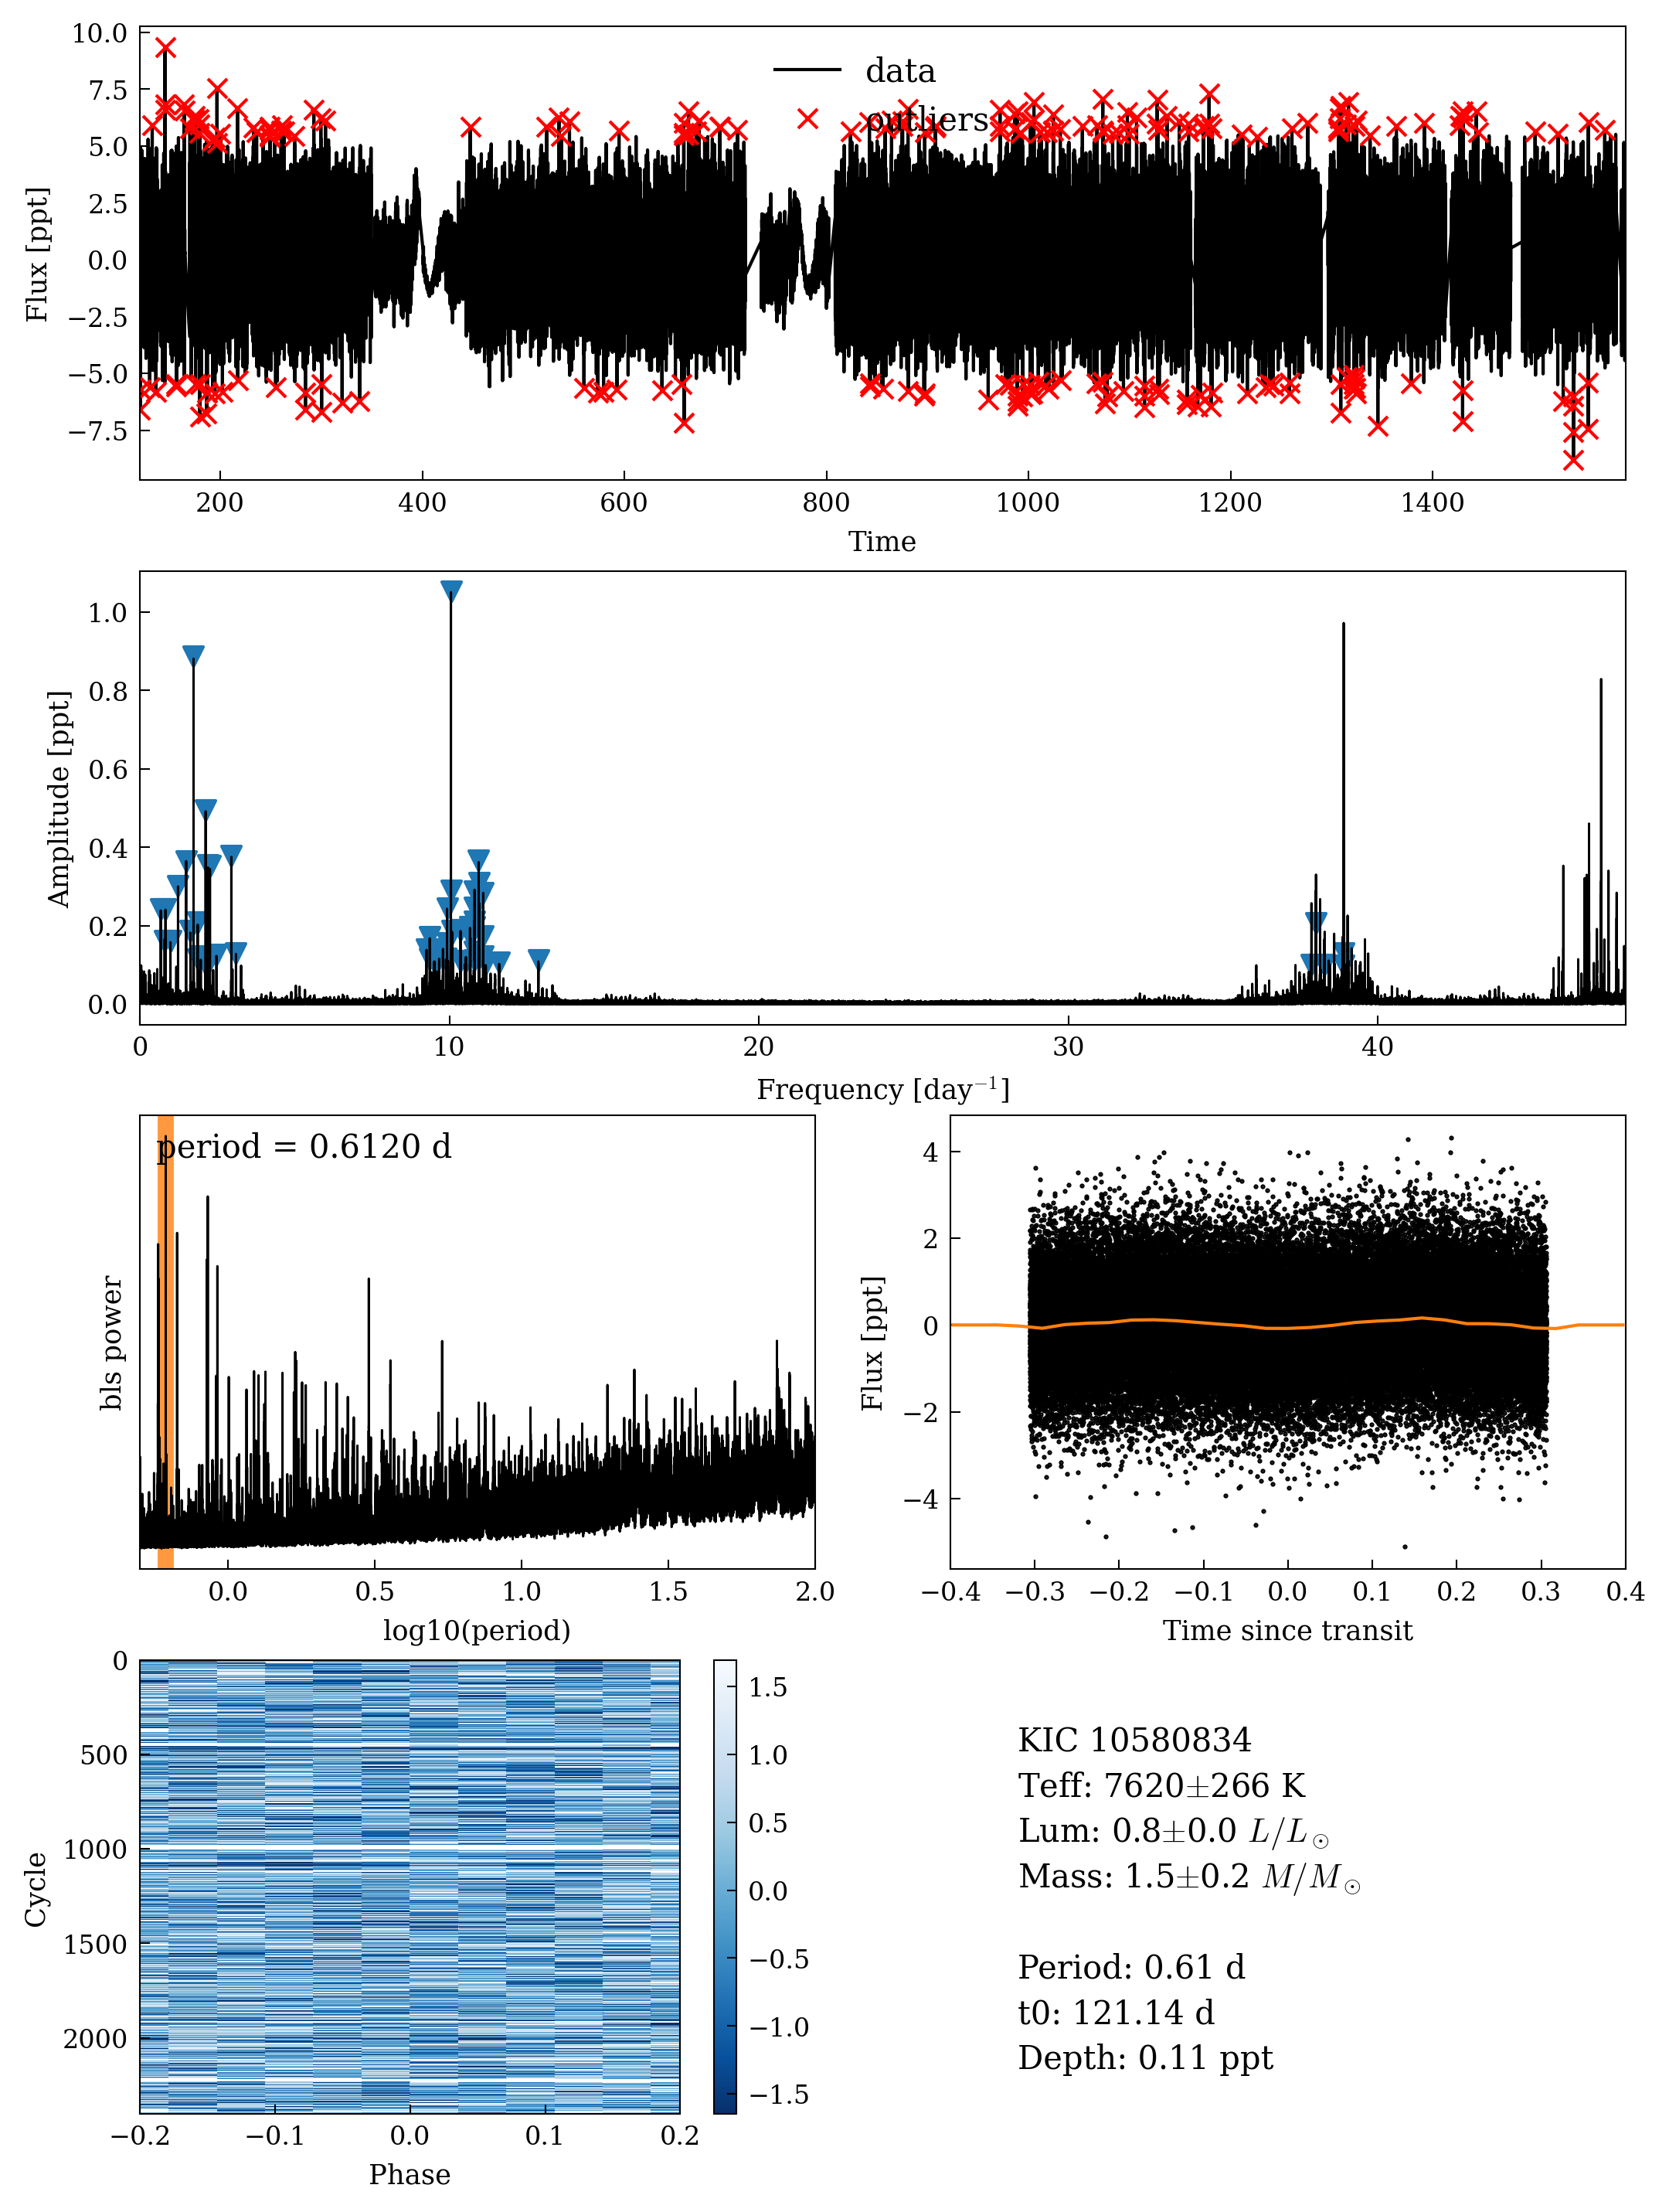 10.0
7.5
5.0
2.5
0.0
−2.5
−5.0
−7.5
Flux [ppt]
data
outliers
200 400 600 800 1000 1200 1400
Time
1.0
0.8
0.6
0.4
0.2
0.0
Amplitude [ppt]
0 10 20 30 40
Frequency [day⁻¹]
period = 0.6120 d
bls power
0.0 0.5 1.0 1.5 2.0
log10(period)
4
2
0
−2
−4
Flux [ppt]
−0.4 −0.3 −0.2 −0.1 0.0 0.1 0.2 0.3 0.4
Time since transit
0
500
1000
1500
2000
Cycle
−0.2 −0.1 0.0 0.1 0.2
Phase
1.5
1.0
0.5
0.0
−0.5
−1.0
−1.5
KIC 10580834
Teff: 7620±266 K
Lum: 0.8±0.0 L/L⊙
Mass: 1.5±0.2 M/M⊙
Period: 0.61 d
t0: 121.14 d
Depth: 0.11 ppt